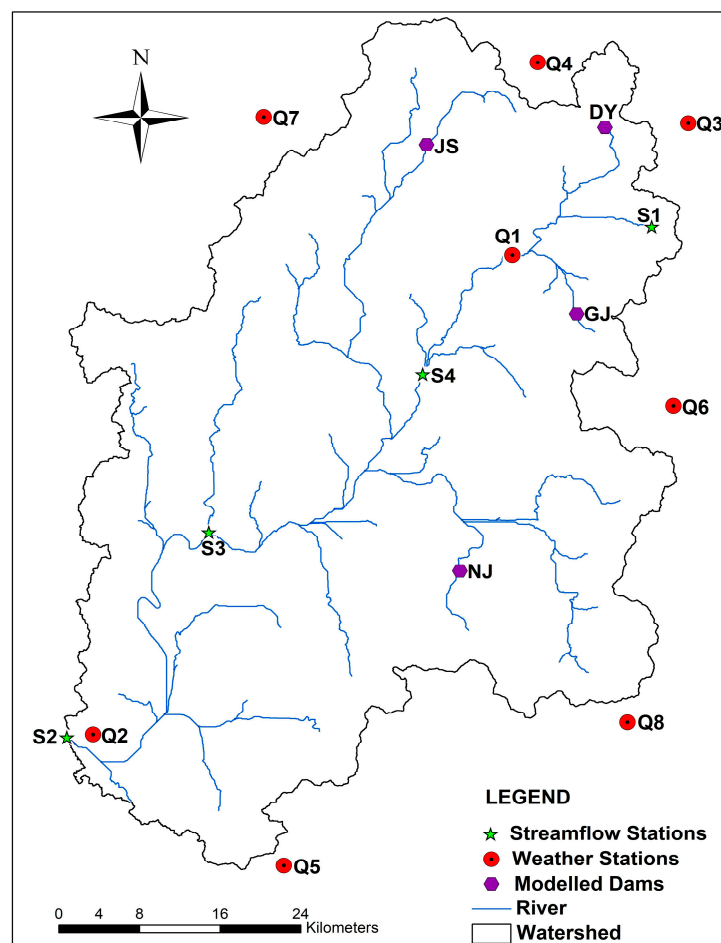 N
Q4
Q7
DY
Q3
JS
S1
Q1
GJ
S4
Q6
S3
NJ
S2
Q2
Q8
Q5
LEGEND
Streamflow Stations
Weather Stations
Modelled Dams
River
Watershed
0 4 8 16 24
Kilometers